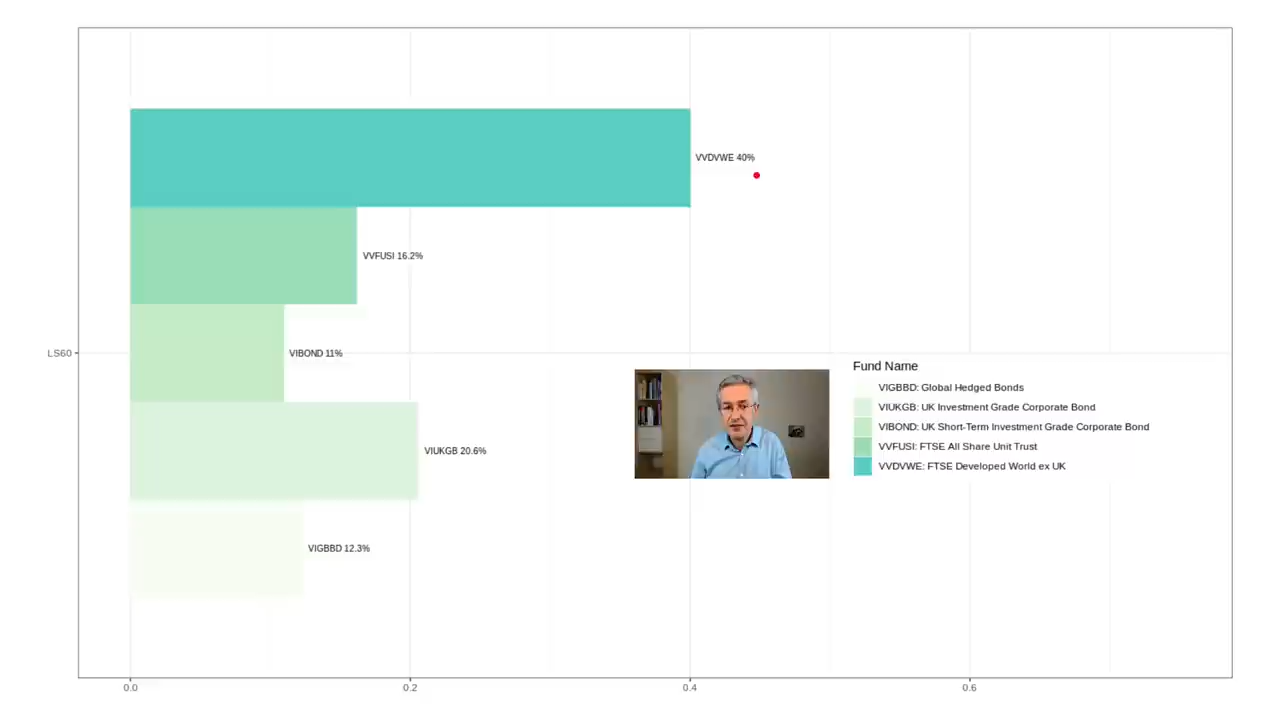 VVDVWE 40%
VVFUSI 16.2%
VIBOND 11%
LS60
VIUKGB 20.6%
VIGBBD 12.3%
Fund Name
VIGBBD: Global Hedged Bonds
VIUKGB: UK Investment Grade Corporate Bond
VIBOND: UK Short-Term Investment Grade Corporate Bond
VVFUSI: FTSE All Share Unit Trust
VVDVWE: FTSE Developed World ex UK
0.0 0.2 0.4 0.6